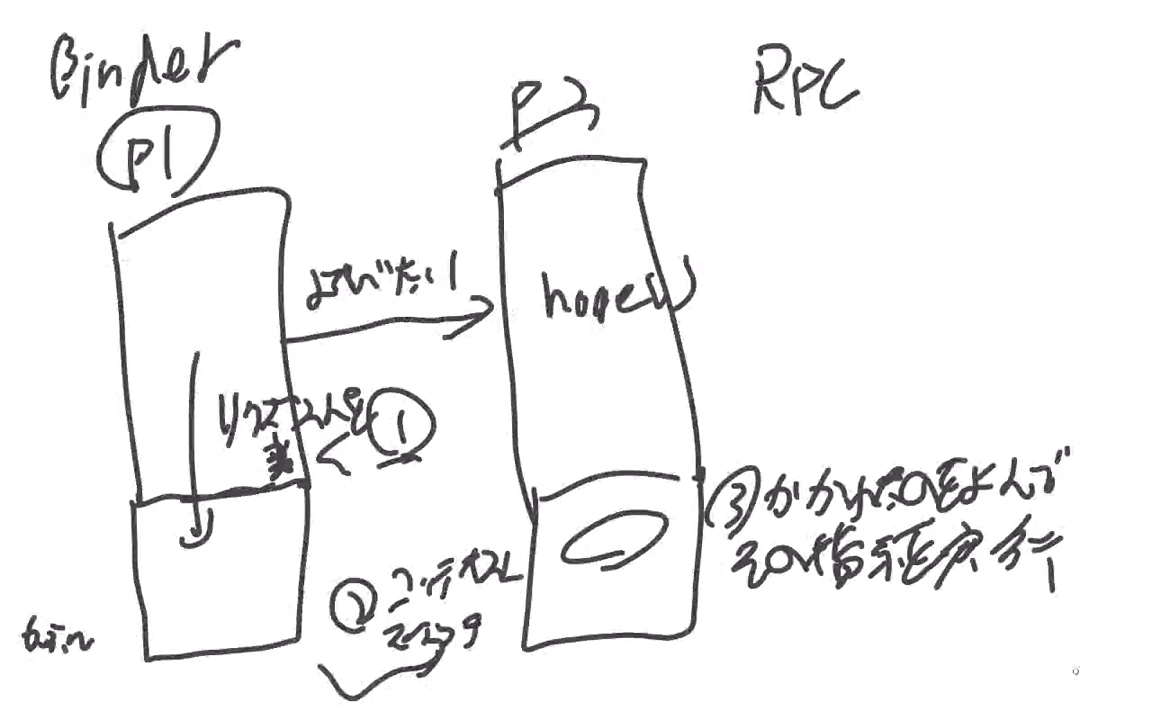 Binder
RPC
P1
P2
よびたい
hoge()
リクエストを
①
②コンテキスト
スイッチ
③かかれたのをよんで
その指示を実行